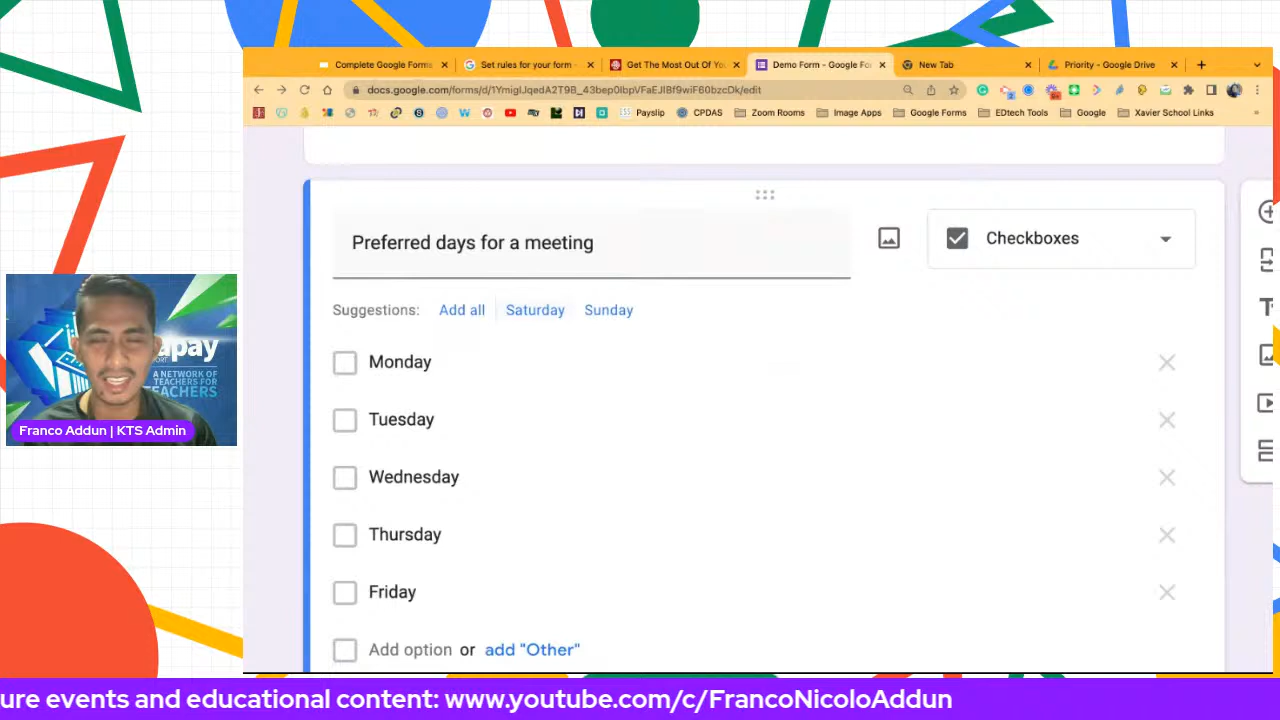 Complete Google Forms
Set rules for your form -
Get The Most Out Of Yo
Demo Form - Google Fo
New Tab
Priority - Google Drive
docs.google.com/forms/d/1YmiglJqedA2T9B_43bep0lbpVFaEJlBf9wiF60bzcDk/edit
Payslip
CPDAS
Zoom Rooms
Image Apps
Google Forms
EDtech Tools
Google
Xavier School Links
Preferred days for a meeting
Checkboxes
Suggestions: Add all Saturday Sunday
Monday
Tuesday
Wednesday
Thursday
Friday
Add option or add "Other"
apay
A NETWORK OF
TEACHERS FOR
TEACHERS
Franco Addun | KTS Admin
ure events and educational content: www.youtube.com/c/FrancoNicoloAddun